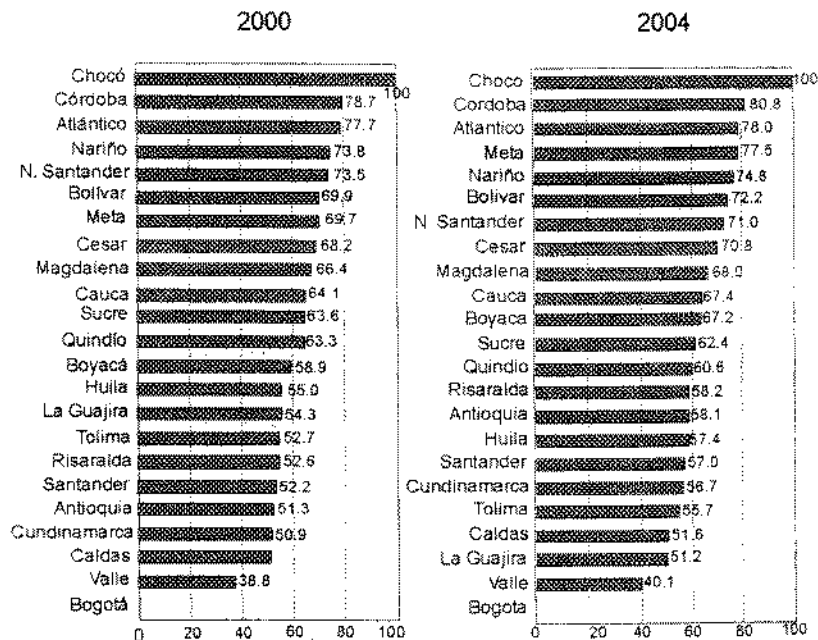 2000
Chocó 100
Córdoba 78.7
Atlántico 77.7
Nariño 73.8
N. Santander 73.5
Bolívar 69.9
Meta 69.7
Cesar 68.2
Magdalena 66.4
Cauca 64.1
Sucre 63.6
Quindío 63.3
Boyacá 58.9
Huila 55.0
La Guajira 54.3
Tolima 52.7
Risaralda 52.6
Santander 52.2
Antioquia 51.3
Cundinamarca 50.9
Caldas
Valle 38.8
Bogotá
0 20 40 60 80 100
2004
Choco 100
Cordoba 80.8
Atlantico 78.0
Meta 77.5
Nariño 74.8
Bolivar 72.2
N Santander 71.0
Cesar 70.8
Magdalena
Cauca 67.4
Boyaca 67.2
Sucre 62.4
Quindio 60.6
Risaralda 58.2
Antioquia 58.1
Huila 57.4
Santander 57.0
Cundinamarca 56.7
Tolima 55.7
Caldas 51.6
La Guajira 51.2
Valle 40.1
Bogota
0 20 40 60 80 100